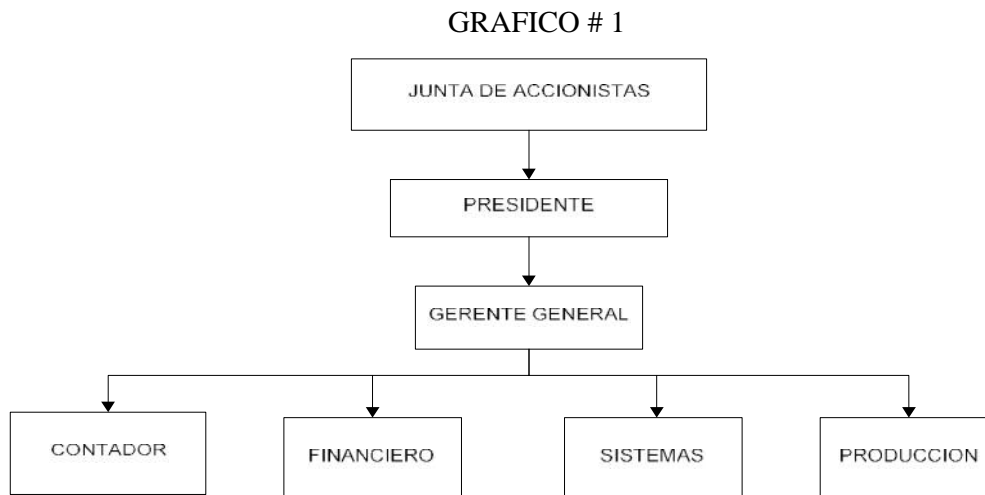 GRAFICO # 1
JUNTA DE ACCIONISTAS
PRESIDENTE
GERENTE GENERAL
CONTADOR
FINANCIERO
SISTEMAS
PRODUCCION